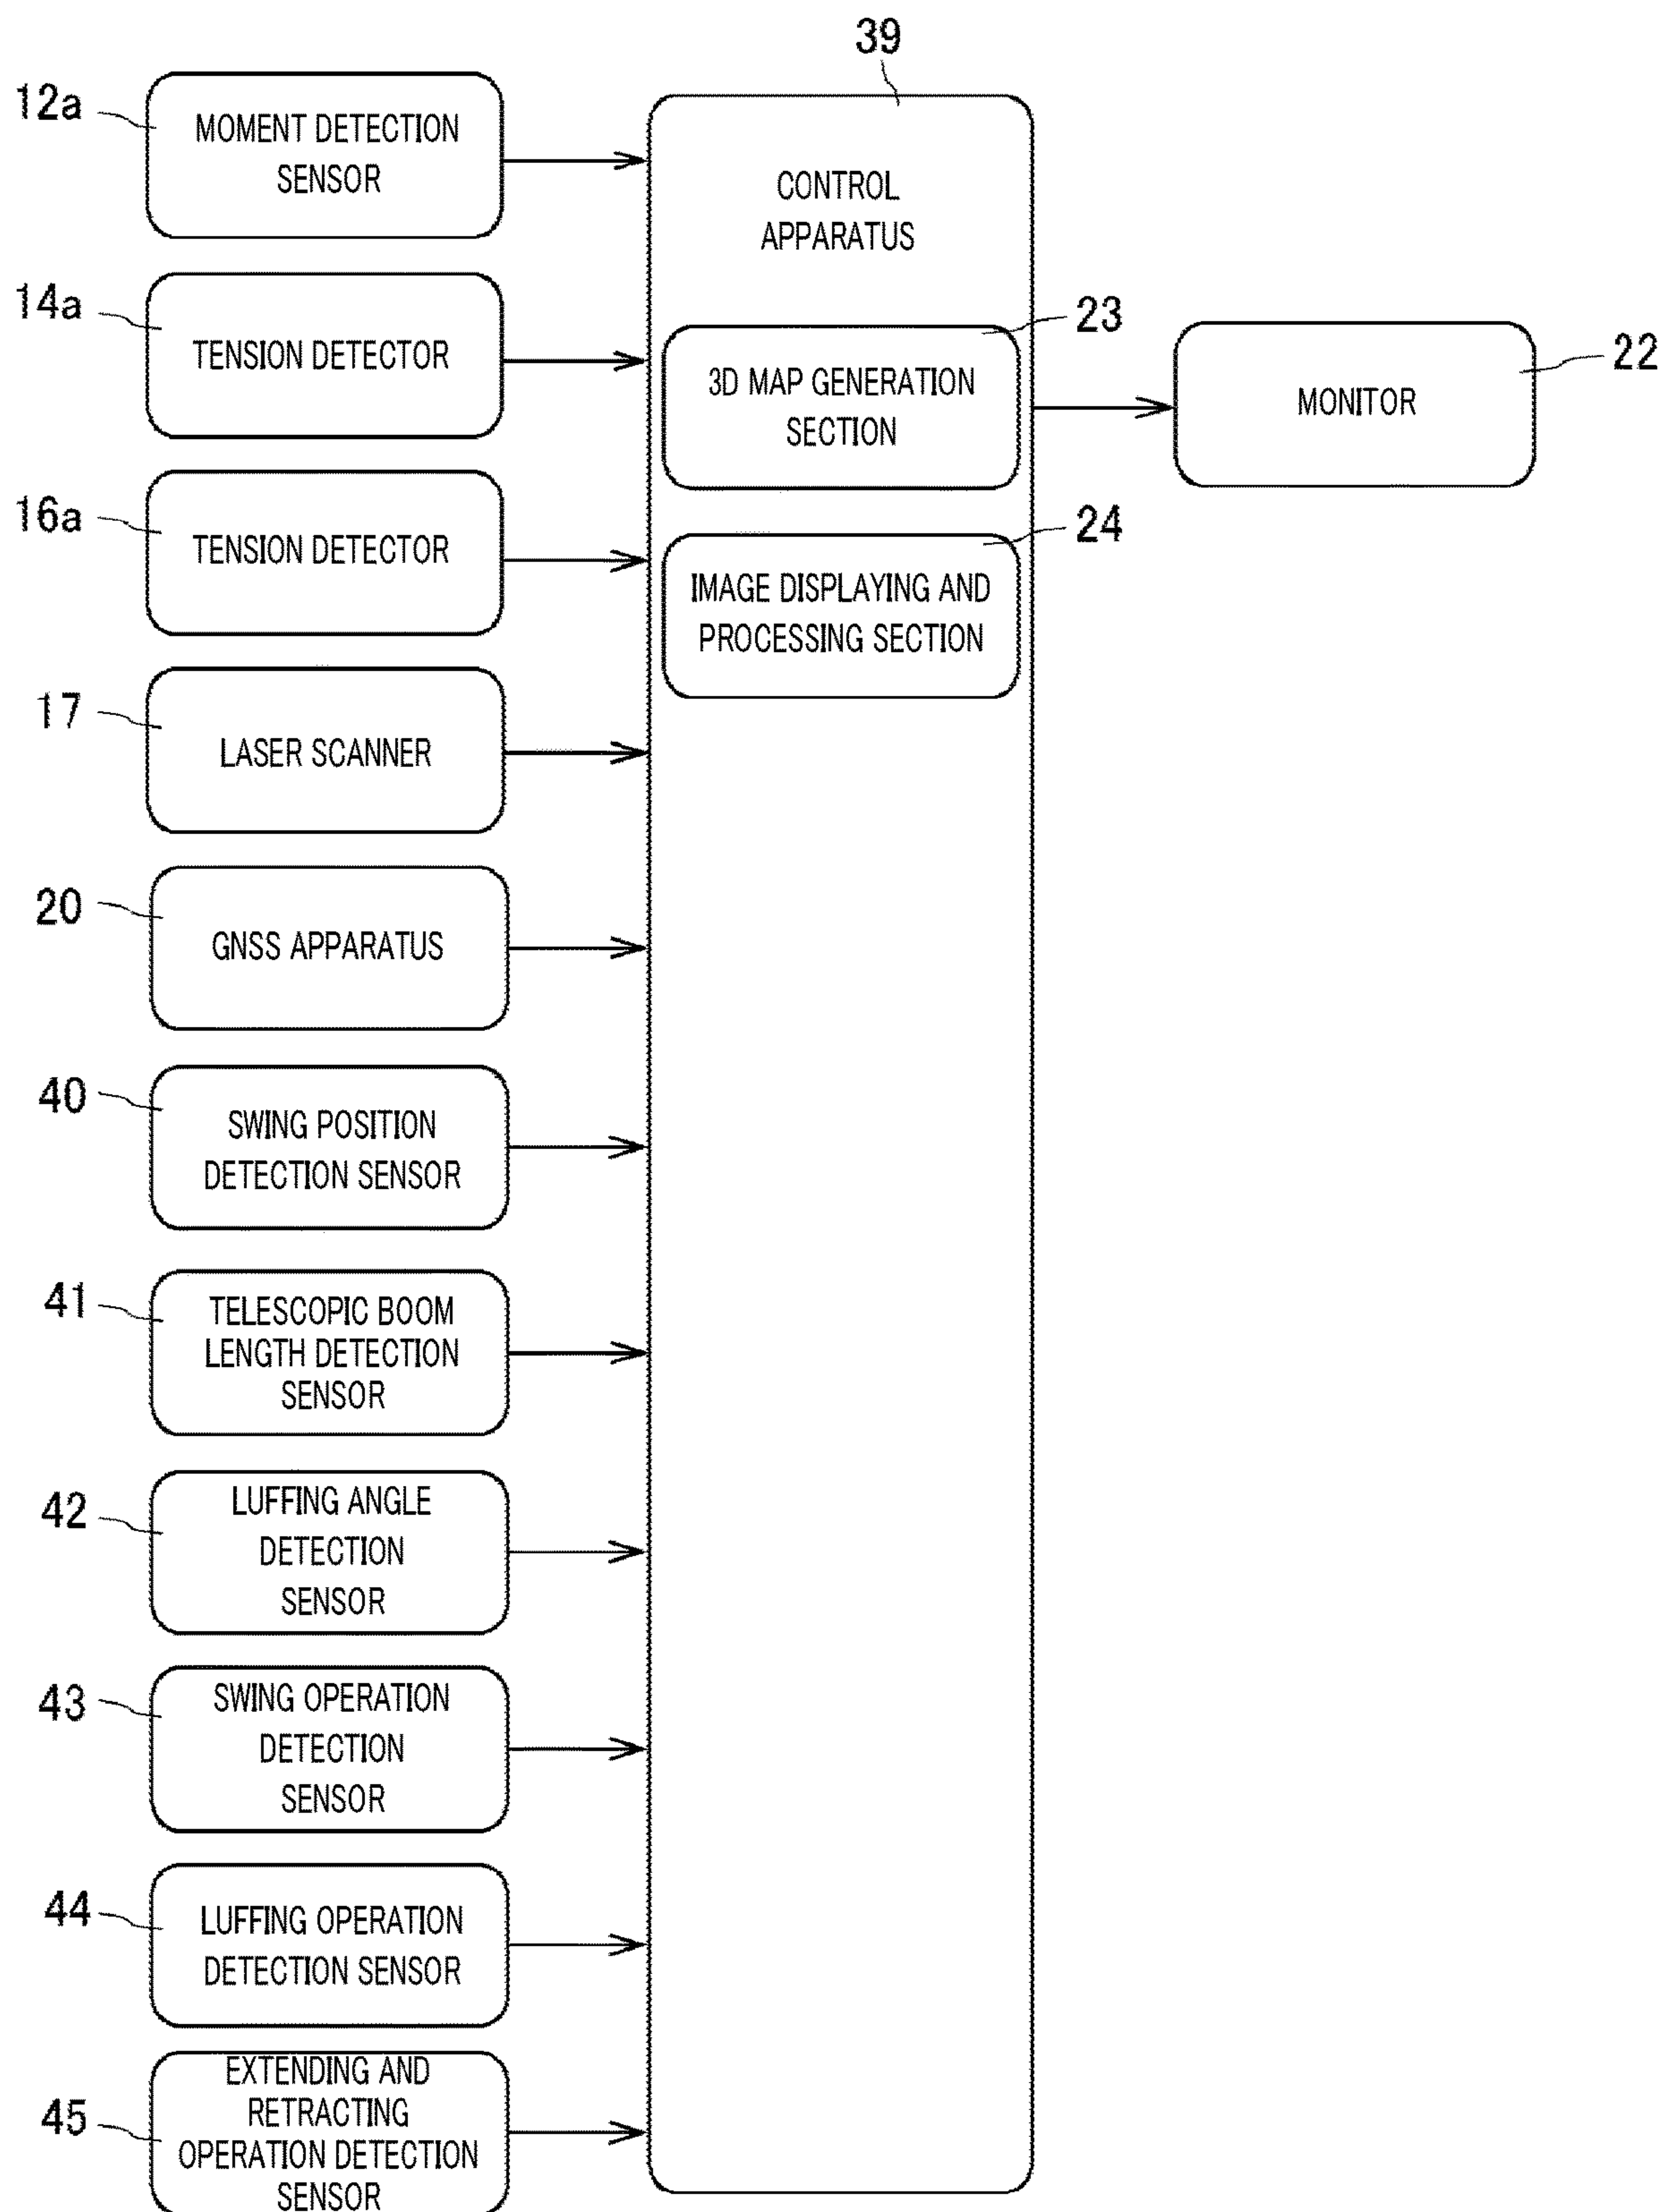 39
12a
MOMENT DETECTION
SENSOR
CONTROL
APPARATUS
14a
TENSION DETECTOR
23
3D MAP GENERATION
SECTION
22
MONITOR
16a
TENSION DETECTOR
24
IMAGE DISPLAYING AND
PROCESSING SECTION
17
LASER SCANNER
20
GNSS APPARATUS
40
SWING POSITION
DETECTION SENSOR
41
TELESCOPIC BOOM
LENGTH DETECTION
SENSOR
42
LUFFING ANGLE
DETECTION
SENSOR
43
SWING OPERATION
DETECTION
SENSOR
44
LUFFING OPERATION
DETECTION SENSOR
45
EXTENDING AND
RETRACTING
OPERATION DETECTION
SENSOR